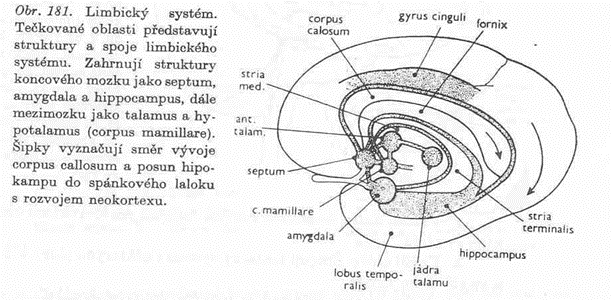 Obr. 181. Limbický systém.
Tečkované oblasti představují
struktury a spoje limbického
systému. Zahrnují struktury
koncového mozku jako septum,
amygdala a hippocampus, dále
mezimozku jako talamus a hy-
potalamus (corpus mamillare).
Šipky vyznačují směr vývoje
corpus callosum a posun hipo-
kampu do spánkového laloku
s rozvojem neokortexu.
corpus
calosum
gyrus cinguli
fornix
stria
med.
ant.
talam.
septum
c. mamillare
amygdala
lobus tempo-
ralis
jádra
talamu
hippocampus
stria
terminalis